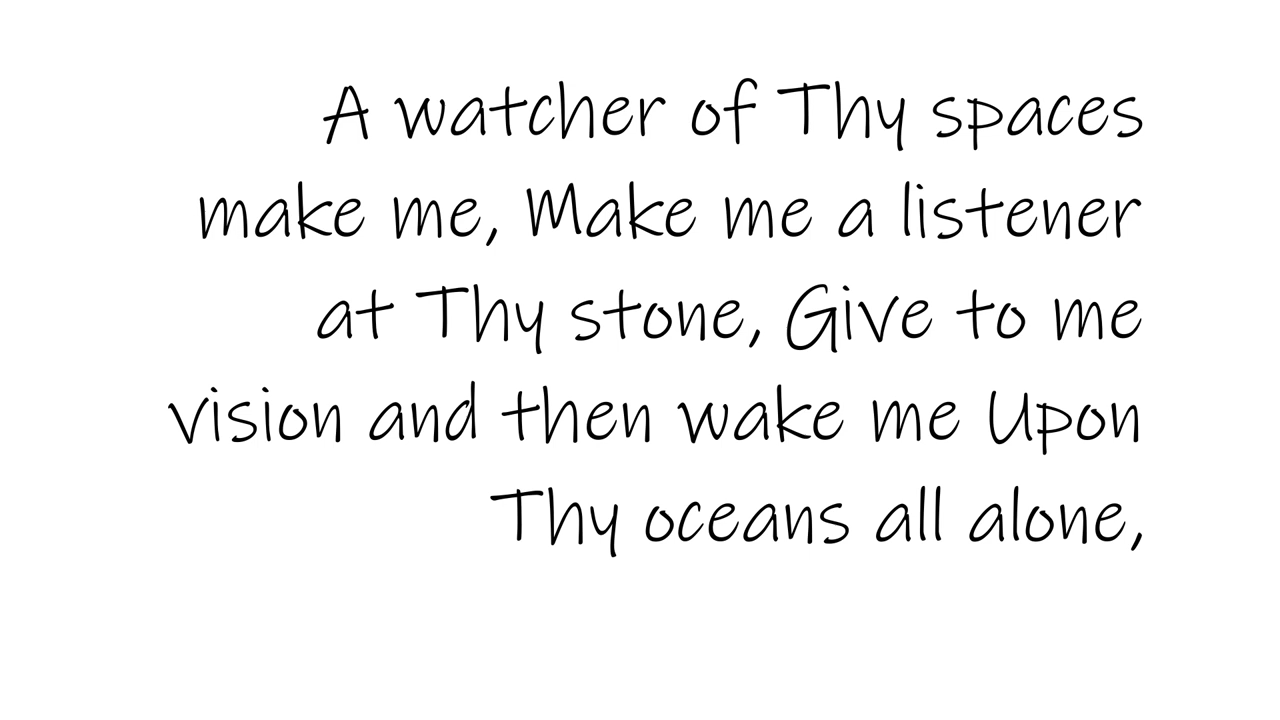 A watcher of Thy spaces
make me, Make me a listener
at Thy stone, Give to me
vision and then wake me Upon
Thy oceans all alone,